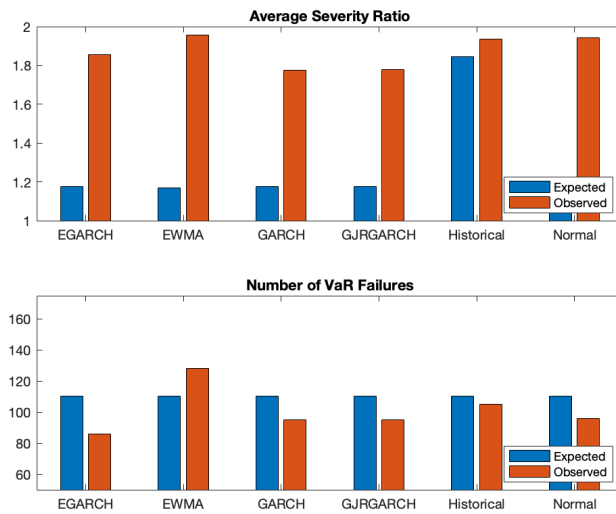 Average Severity Ratio
2
1.8
1.6
1.4
1.2
1
Expected
Observed
EGARCH EWMA GARCH GJRGARCH Historical Normal
Number of VaR Failures
160
140
120
100
80
60
Expected
Observed
EGARCH EWMA GARCH GJRGARCH Historical Normal